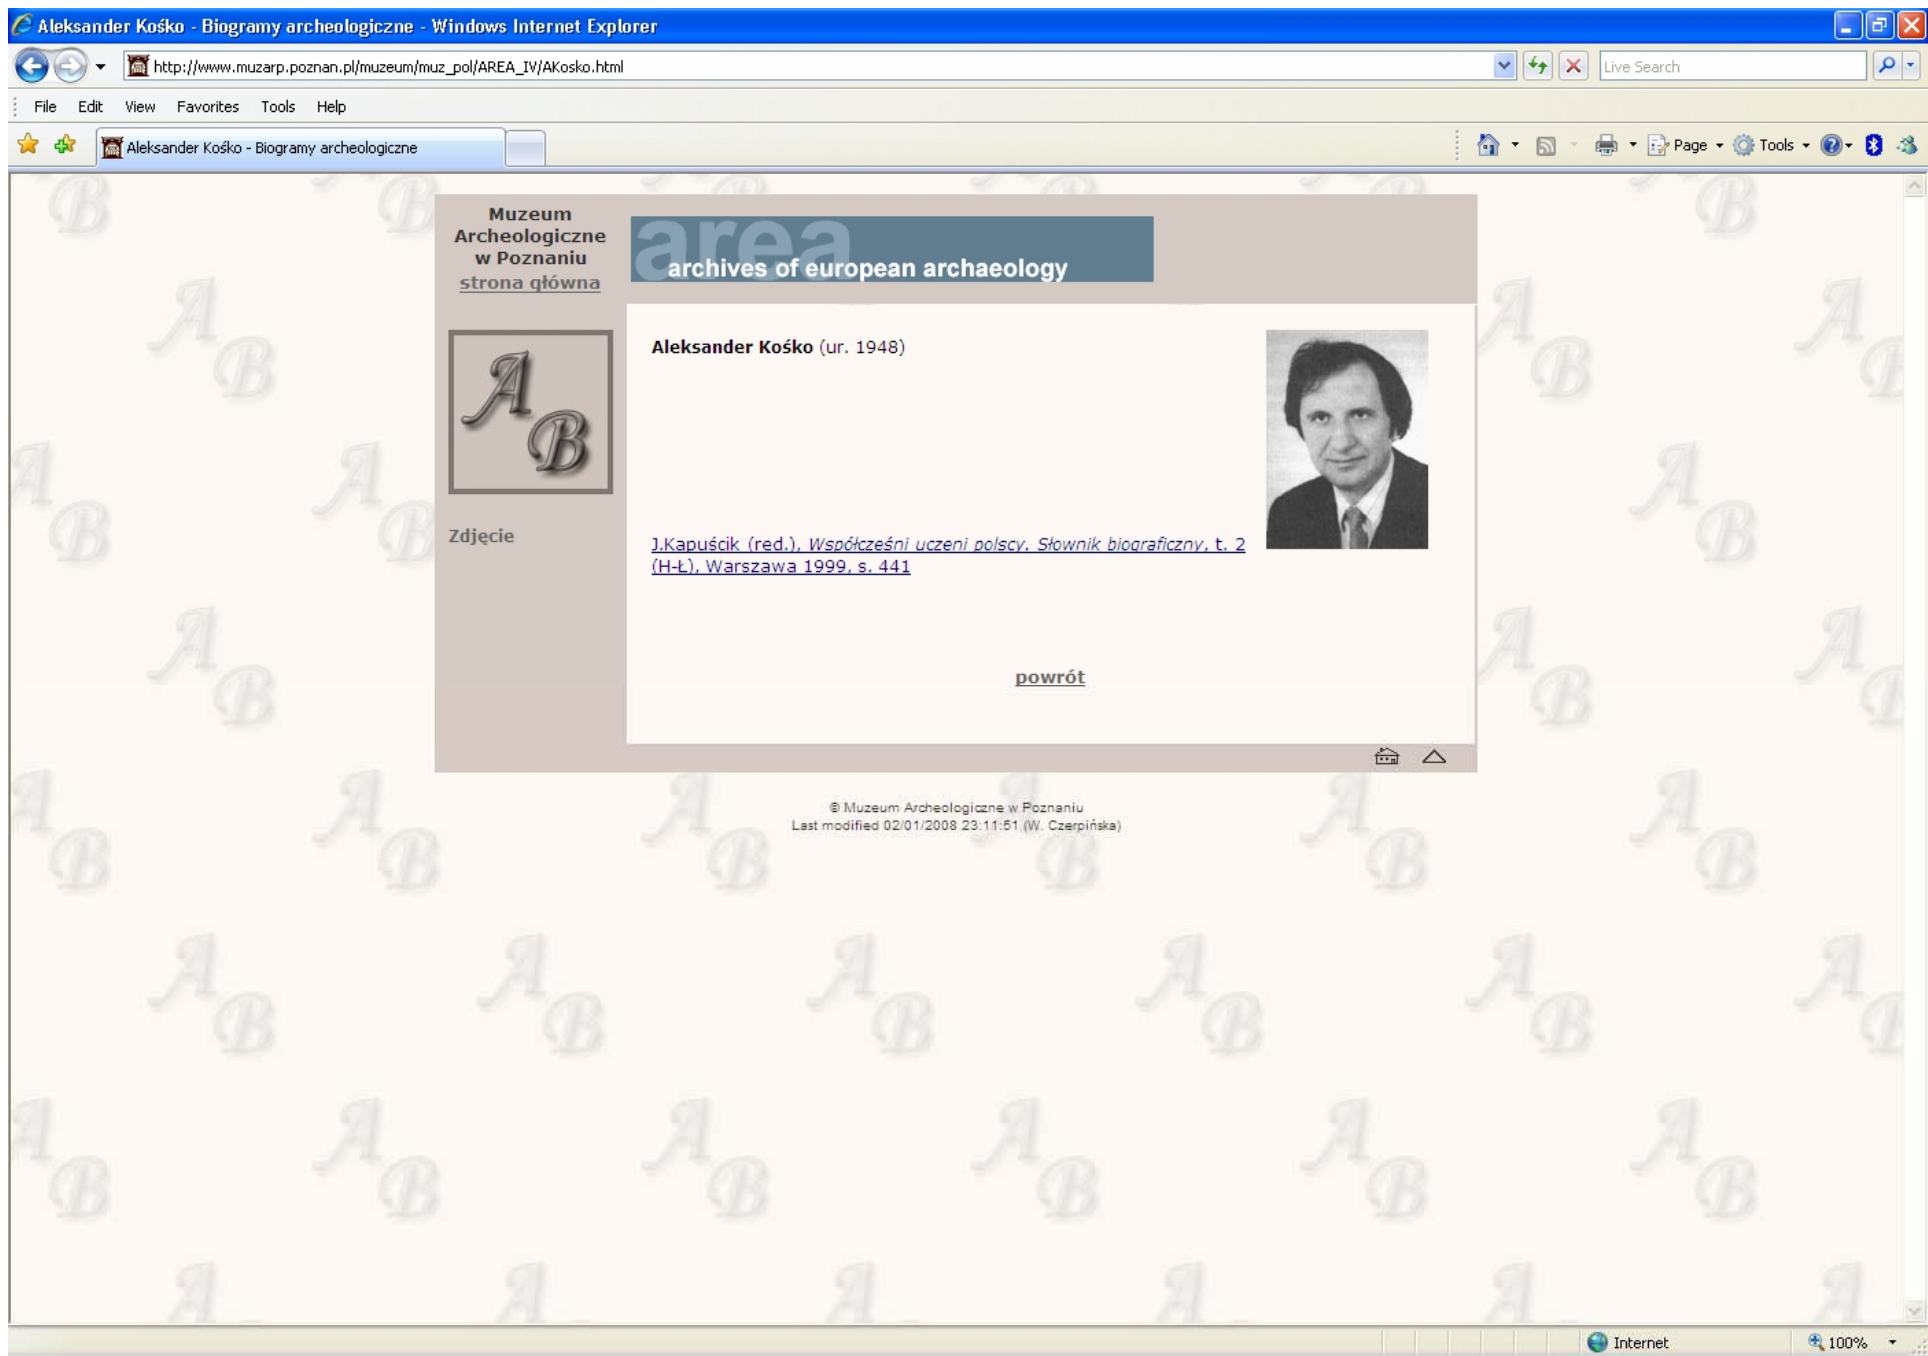 Aleksander Kośko - Biogramy archeologiczne - Windows Internet Explorer
http://www.muzarp.poznan.pl/muzeum/muz_pol/AREA_IV/AKosko.html
Live Search
File Edit View Favorites Tools Help
Aleksander Kośko - Biogramy archeologiczne
Page Tools
Muzeum
Archeologiczne
w Poznaniu
strona główna
area
archives of european archaeology
A
B
Zdjęcie
Aleksander Kośko (ur. 1948)
J.Kapuścik (red.), Współcześni uczeni polscy. Słownik biograficzny, t. 2
(H-Ł), Warszawa 1999, s. 441
powrót
© Muzeum Archeologiczne w Poznaniu
Last modified 02/01/2008 23:11:51 (W. Czerpińska)
Internet
100%